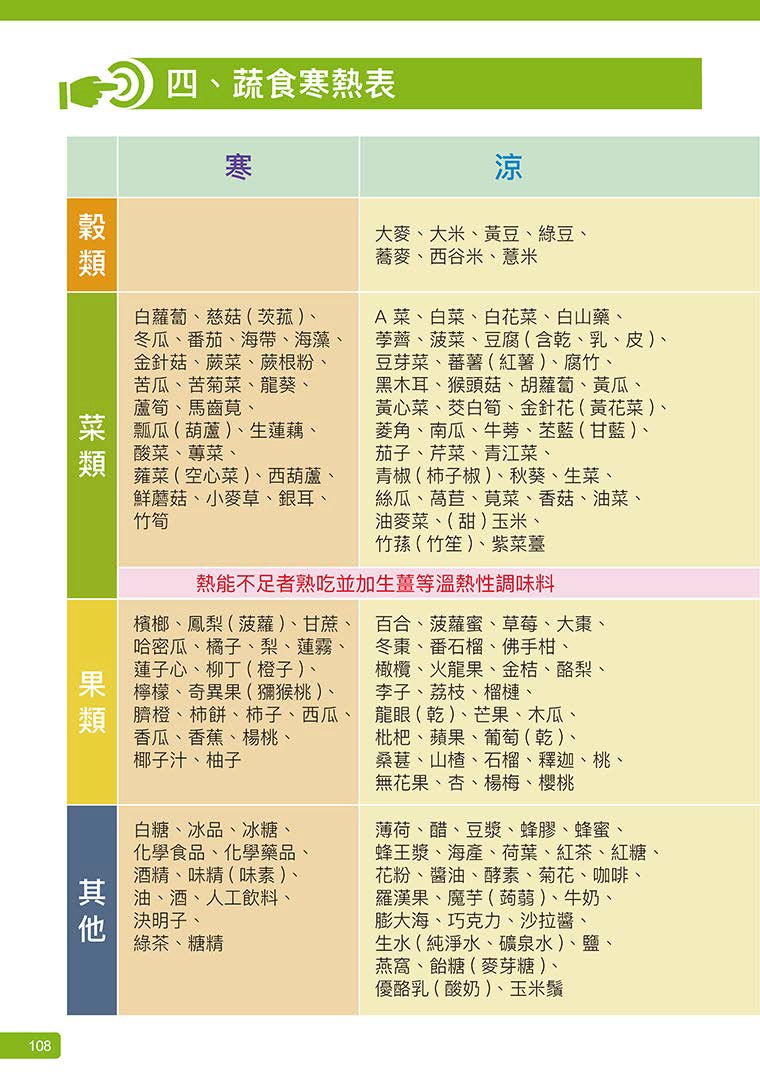 四、蔬食寒熱表
寒
涼
穀類
大麥、大米、黃豆、綠豆、
蕎麥、西谷米、薏米
菜類
白蘿蔔、慈菇(茨菰)、
冬瓜、番茄、海帶、海藻、
金針菇、蕨菜、蕨根粉、
苦瓜、苦菊菜、龍葵、
蘆筍、馬齒莧、
瓢瓜(葫蘆)、生蓮藕、
酸菜、蓴菜、
蕹菜(空心菜)、西葫蘆、
鮮蘑菇、小麥草、銀耳、
竹筍
A 菜、白菜、白花菜、白山藥、
荸薺、菠菜、豆腐(含乾、乳、皮)、
豆芽菜、蕃薯(紅薯)、腐竹、
黑木耳、猴頭菇、胡蘿蔔、黃瓜、
黃心菜、茭白筍、金針花(黃花菜)、
菱角、南瓜、牛蒡、苤藍(甘藍)、
茄子、芹菜、青江菜、
青椒(柿子椒)、秋葵、生菜、
絲瓜、萵苣、莧菜、香菇、油菜、
油麥菜、(甜)玉米、
竹蓀(竹笙)、紫菜薹
熱能不足者熟吃並加生薑等溫熱性調味料
果類
檳榔、鳳梨(菠蘿)、甘蔗、
哈密瓜、橘子、梨、蓮霧、
蓮子心、柳丁(橙子)、
檸檬、奇異果(獼猴桃)、
臍橙、柿餅、柿子、西瓜、
香瓜、香蕉、楊桃、
椰子汁、柚子
百合、菠蘿蜜、草莓、大棗、
冬棗、番石榴、佛手柑、
橄欖、火龍果、金桔、酪梨、
李子、荔枝、榴槤、
龍眼(乾)、芒果、木瓜、
枇杷、蘋果、葡萄(乾)、
桑葚、山楂、石榴、釋迦、桃、
無花果、杏、楊梅、櫻桃
其他
白糖、冰品、冰糖、
化學食品、化學藥品、
酒精、味精(味素)、
油、酒、人工飲料、
決明子、
綠茶、糖精
薄荷、醋、豆漿、蜂膠、蜂蜜、
蜂王漿、海產、荷葉、紅茶、紅糖、
花粉、醬油、酵素、菊花、咖啡、
羅漢果、魔芋(蒟蒻)、牛奶、
膨大海、巧克力、沙拉醬、
生水(純淨水、礦泉水)、鹽、
燕窩、飴糖(麥芽糖)、
優酪乳(酸奶)、玉米鬚
108